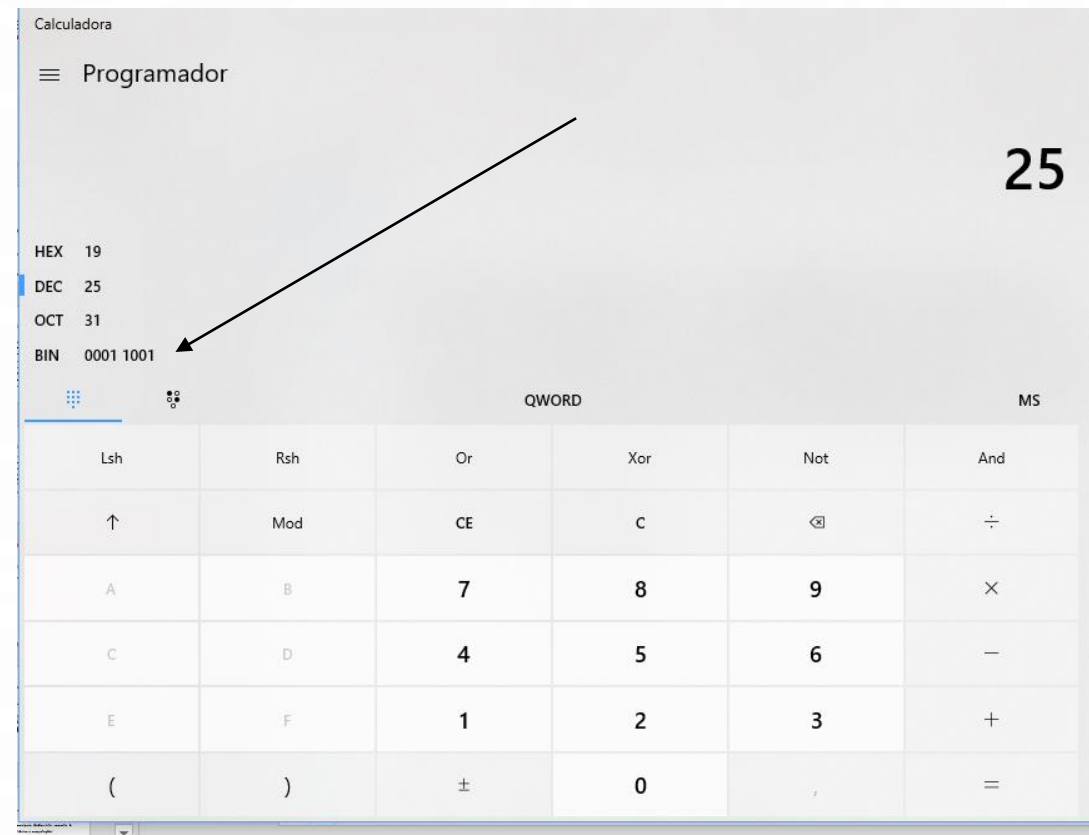 Calculadora
Programador
25
HEX 19
DEC 25
OCT 31
BIN 0001 1001
QWORD MS
Lsh Rsh Or Xor Not And
↑ Mod CE C ⌫ ÷
A B 7 8 9 ×
C D 4 5 6 −
E F 1 2 3 +
( ) ± 0 , =